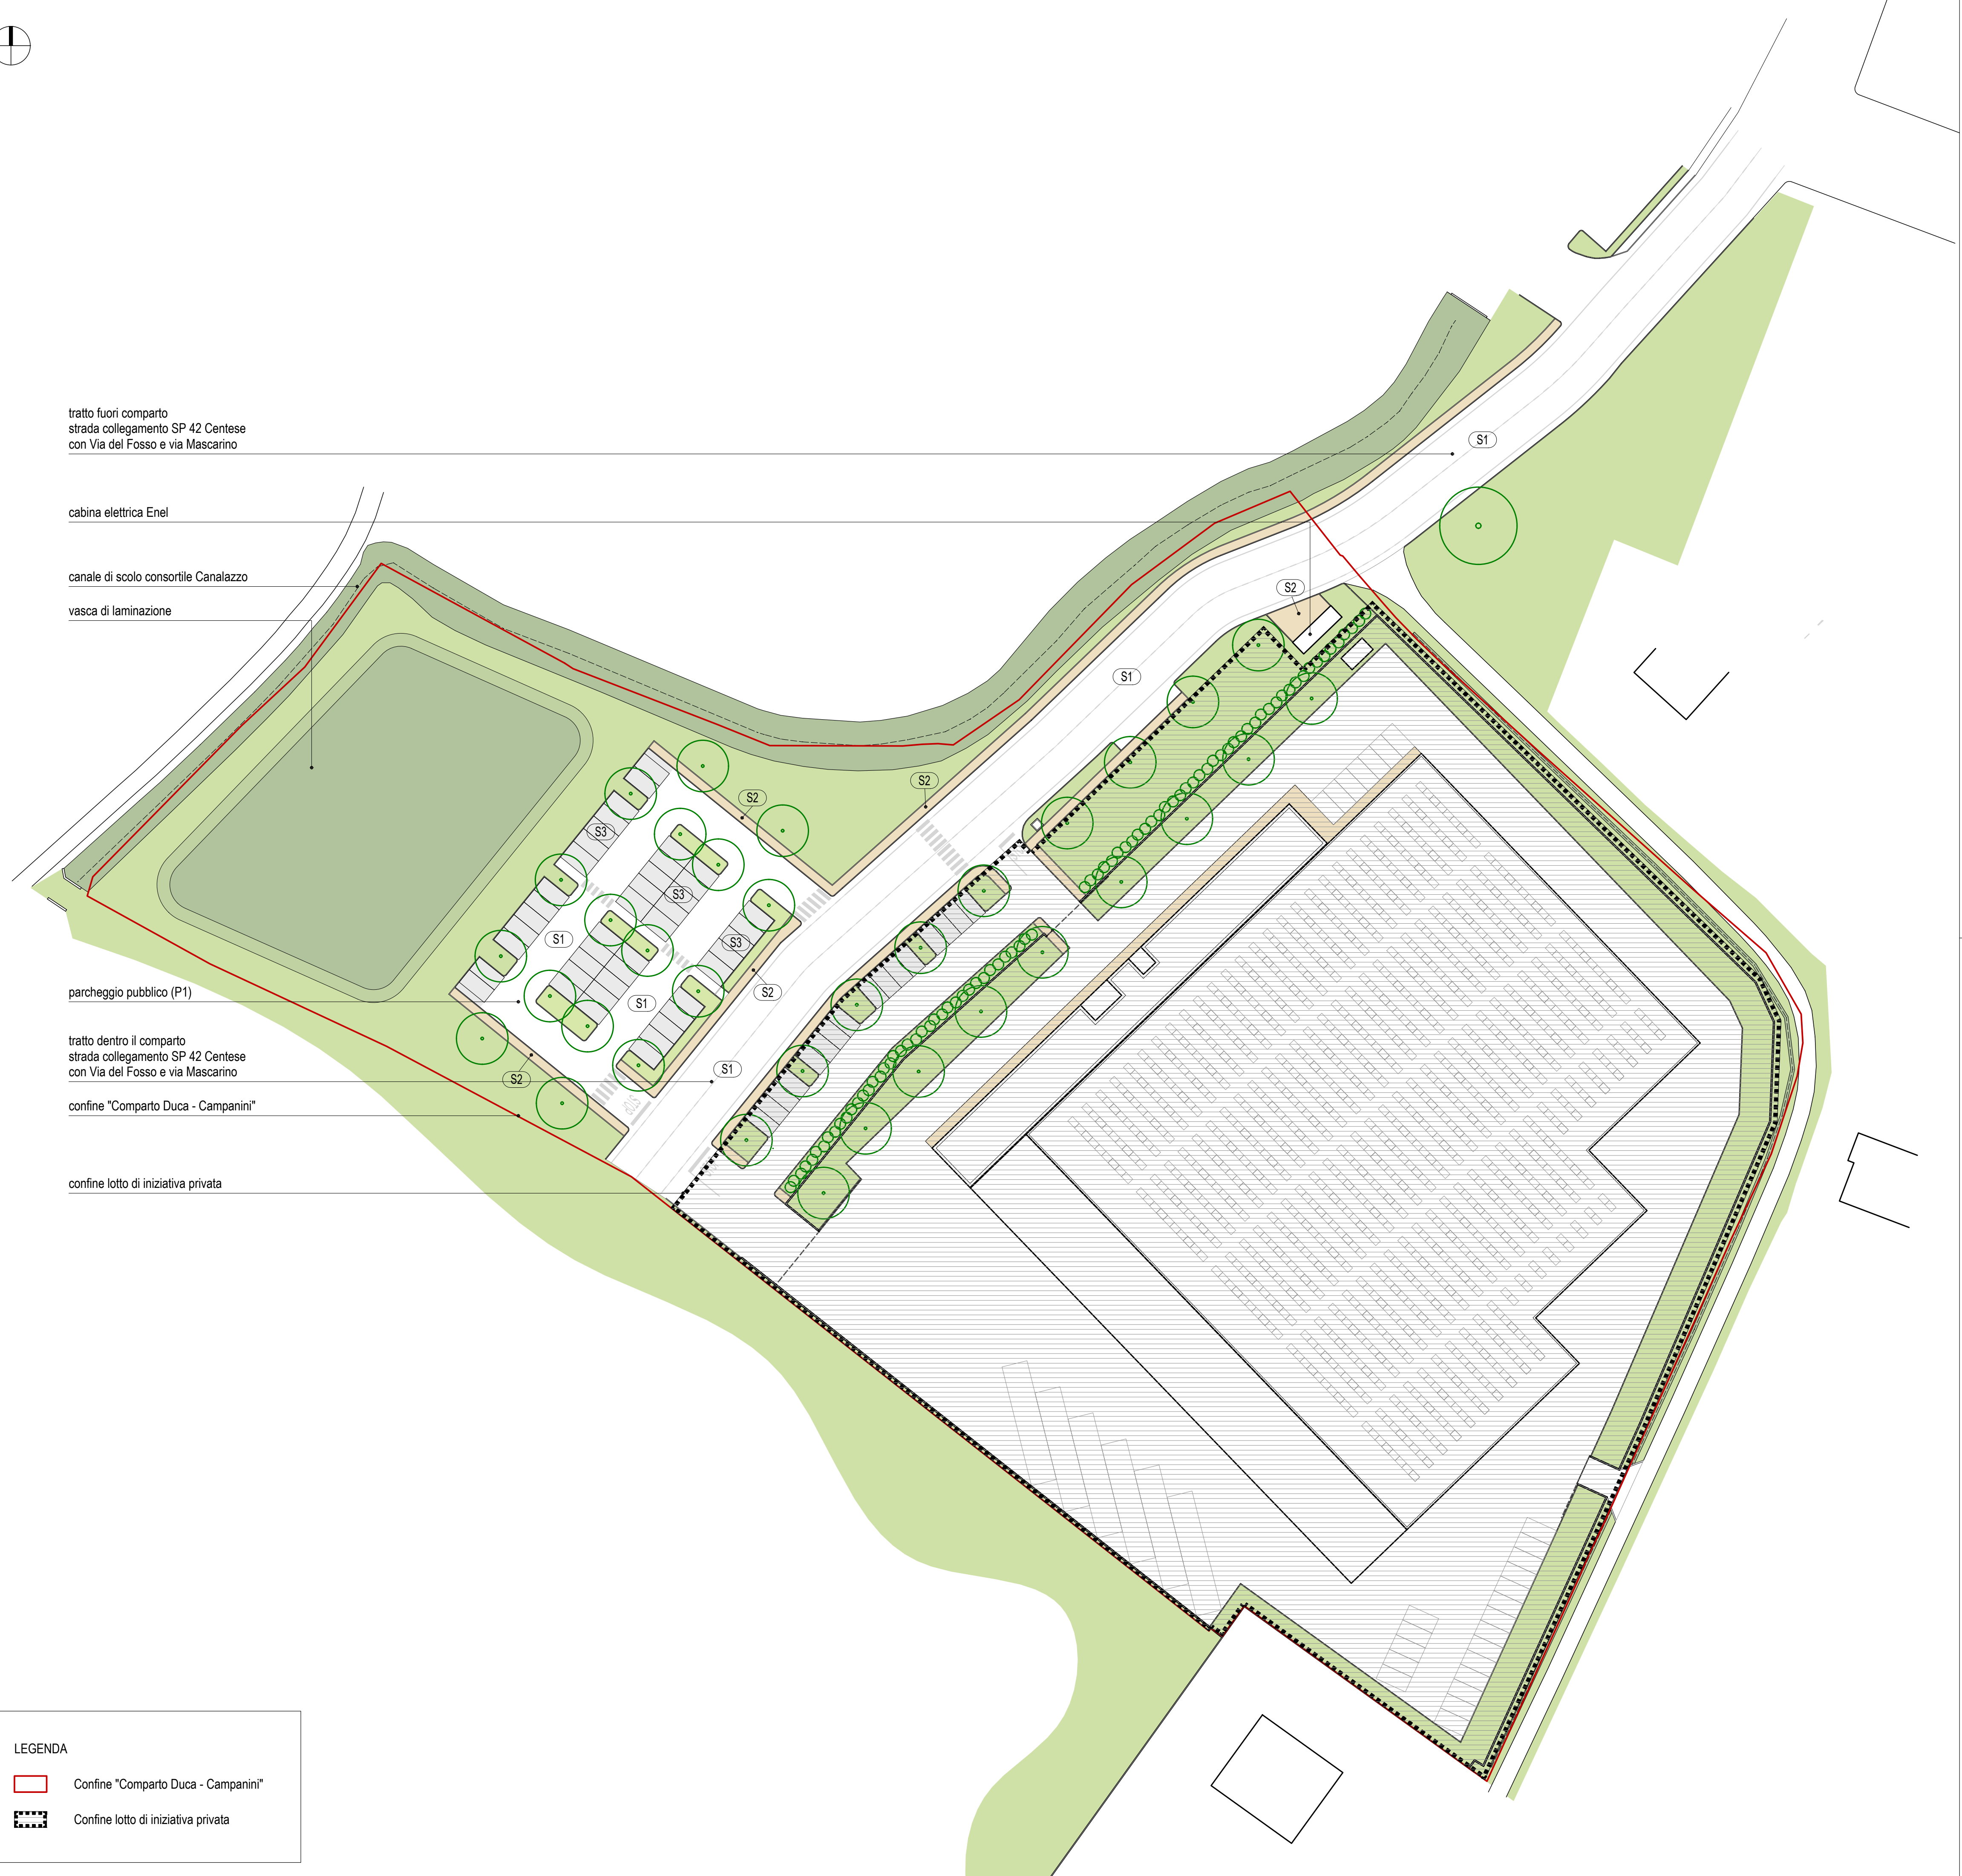 tratto fuori comparto
strada collegamento SP 42 Centese
con Via del Fosso e via Mascarino
S1
cabina elettrica Enel
canale di scolo consortile Canalazzo
S2
vasca di laminazione
S1
S2
S2
S3
S3
S1
S3
S2
parcheggio pubblico (P1)
S1
tratto dentro il comparto
strada collegamento SP 42 Centese
con Via del Fosso e via Mascarino
S1
S2
confine "Comparto Duca - Campanini"
STOP
confine lotto di iniziativa privata
LEGENDA
Confine "Comparto Duca - Campanini"
Confine lotto di iniziativa privata